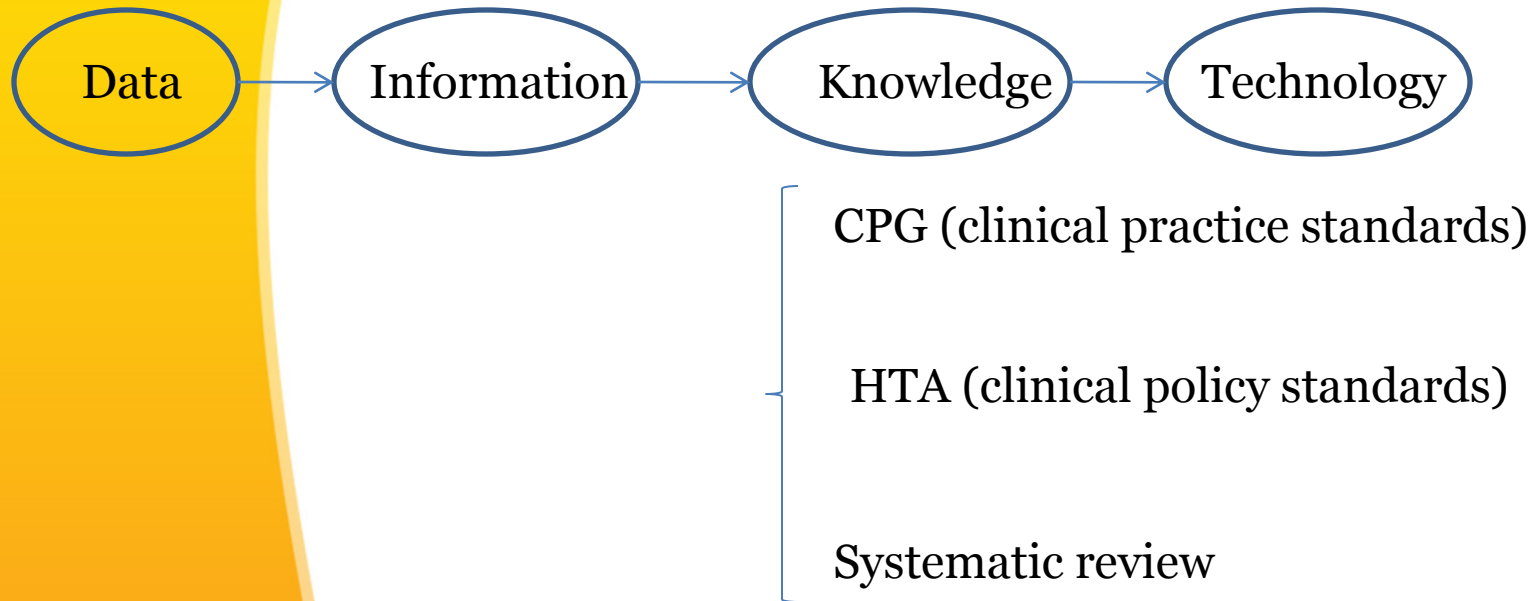 Data Information Knowledge Technology
CPG (clinical practice standards)
HTA (clinical policy standards)
Systematic review